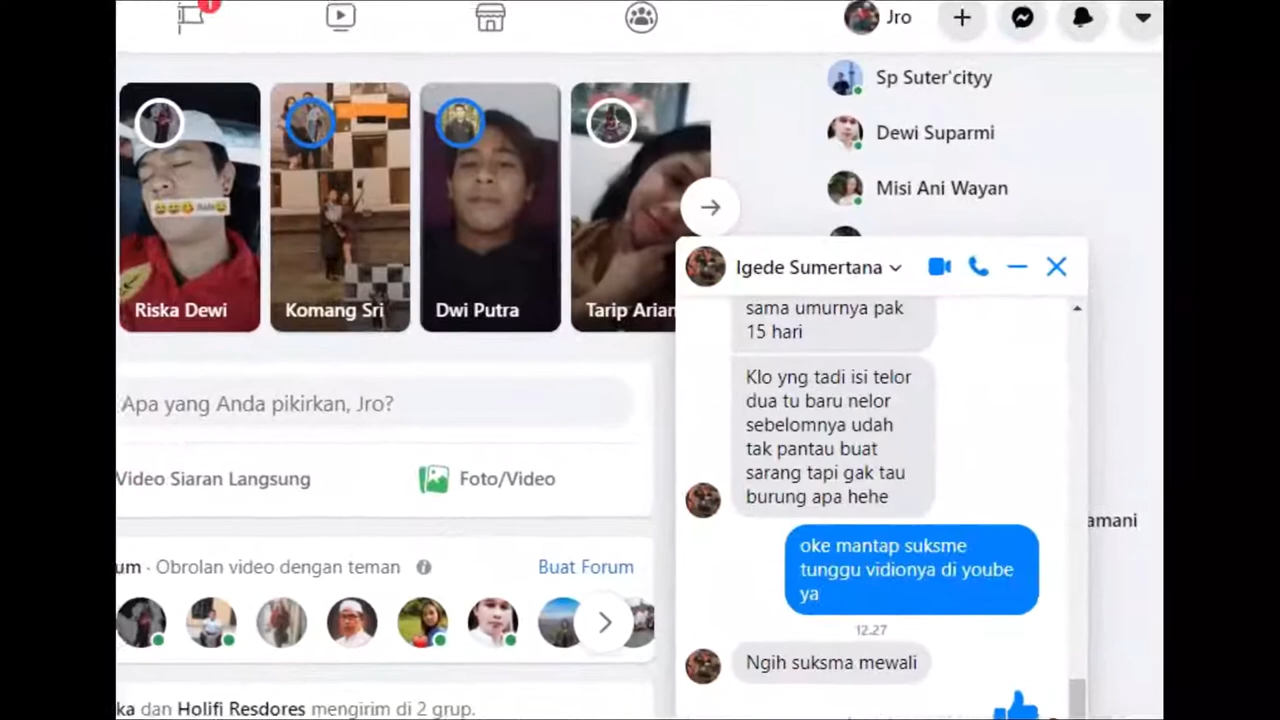 1
Jro
Sp Suter'cityy
Dewi Suparmi
Misi Ani Wayan
Riska Dewi
Komang Sri
Dwi Putra
Tarip Arian
Igede Sumertana
sama umurnya pak
15 hari
Klo yng tadi isi telor
dua tu baru nelor
sebelomnya udah
tak pantau buat
sarang tapi gak tau
burung apa hehe
oke mantap suksme
tunggu vidionya di yoube
ya
12.27
Ngih suksma mewali
amani
Apa yang Anda pikirkan, Jro?
Video Siaran Langsung
Foto/Video
um · Obrolan video dengan teman
Buat Forum
ka dan Holifi Resdores mengirim di 2 grup.